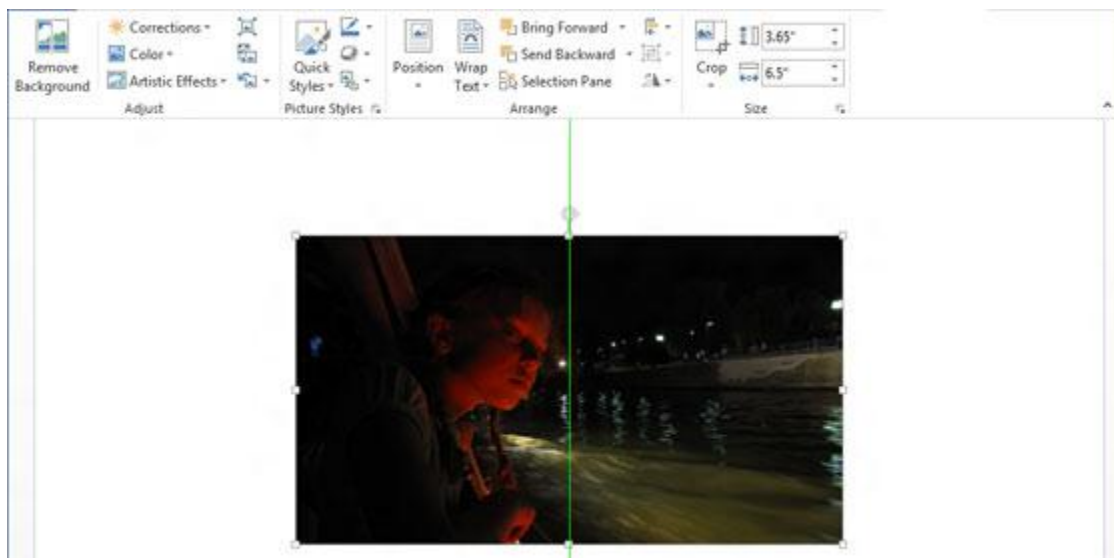 Remove
Background
Corrections
Color
Artistic Effects
Adjust
Quick
Styles
Picture Styles
Position
Wrap
Text
Bring Forward
Send Backward
Selection Pane
Arrange
Crop
3.65"
6.5"
Size